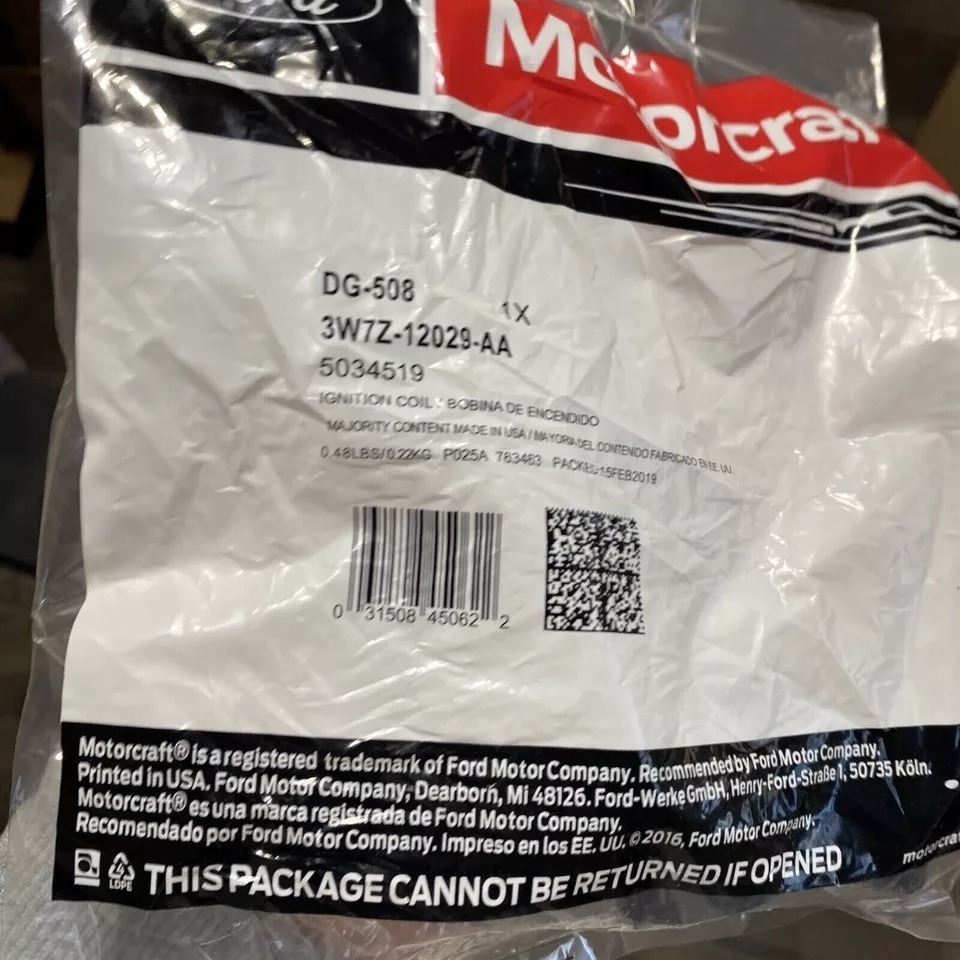 Motorcraft
DG-508
1X
3W7Z-12029-AA
5034519
IGNITION COIL / BOBINA DE ENCENDIDO
MAJORITY CONTENT MADE IN USA / MAYORIA DEL CONTENIDO FABRICADO EN EE. UU.
0.48LBS/0.22KG P025A 763463 PACKED:15FEB2019
0 31508 45062 2
Motorcraft® is a registered trademark of Ford Motor Company. Recommended by Ford Motor Company.
Printed in USA. Ford Motor Company, Dearborn, Mi 48126. Ford-Werke GmbH, Henry-Ford-Straße 1, 50735 Köln.
Motorcraft® es una marca registrada de Ford Motor Company.
Recomendado por Ford Motor Company. Impreso en los EE. UU. © 2016, Ford Motor Company.
motorcraf
4
LDPE
THIS PACKAGE CANNOT BE RETURNED IF OPENED